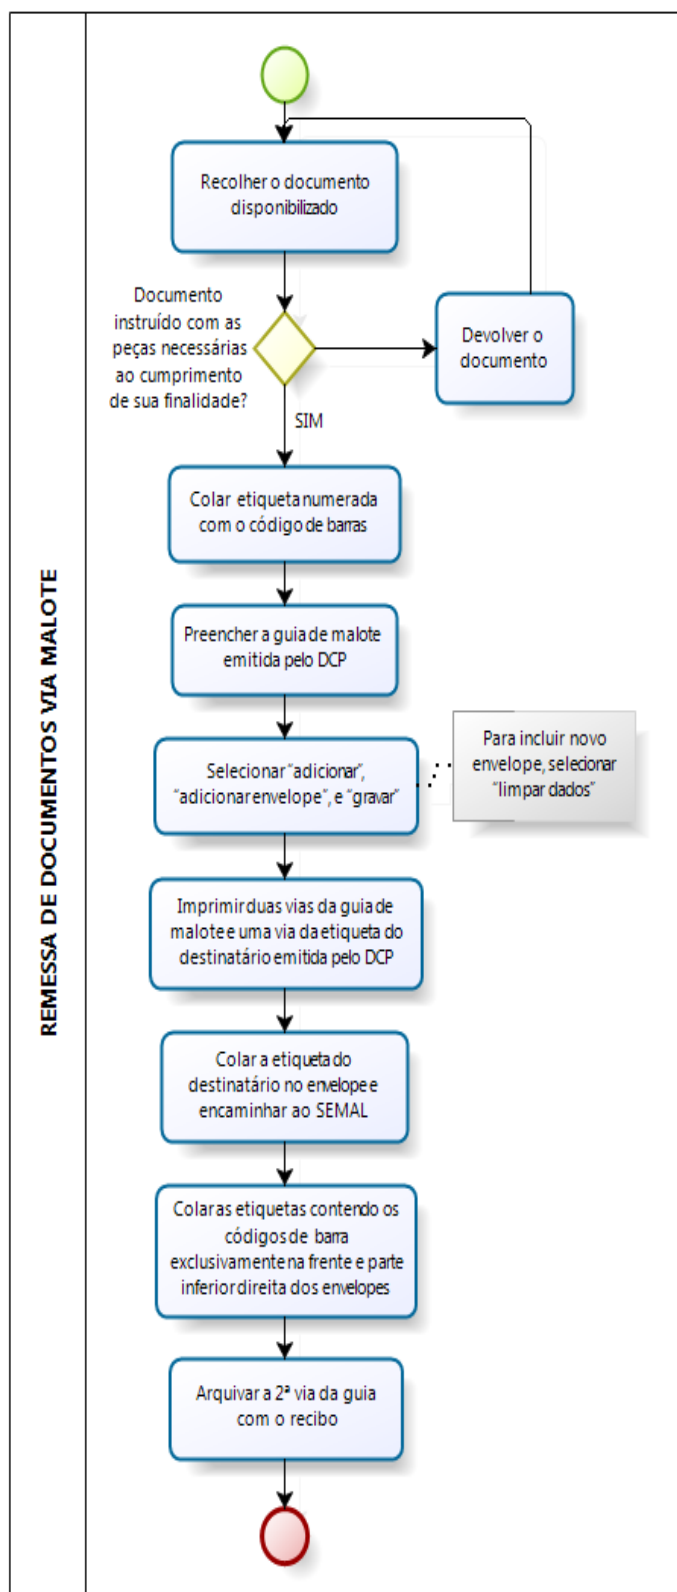 REMESSA DE DOCUMENTOS VIA MALOTE
Recolher o documento
disponibilizado
Documento
instruído com as
peças necessárias
ao cumprimento
de sua finalidade?
Devolver o
documento
SIM
Colar etiqueta numerada
com o código de barras
Preencher a guia de malote
emitida pelo DCP
Selecionar “adicionar”,
“adicionar envelope”, e “gravar”
Para incluir novo
envelope, selecionar
“limpar dados”
Imprimir duas vias da guia de
malote e uma via da etiqueta do
destinatário emitida pelo DCP
Colar a etiqueta do
destinatário no envelope e
encaminhar ao SEMAL
Colar as etiquetas contendo os
códigos de barra
exclusivamente na frente e parte
inferior direita dos envelopes
Arquivar a 2ª via da guia
com o recibo